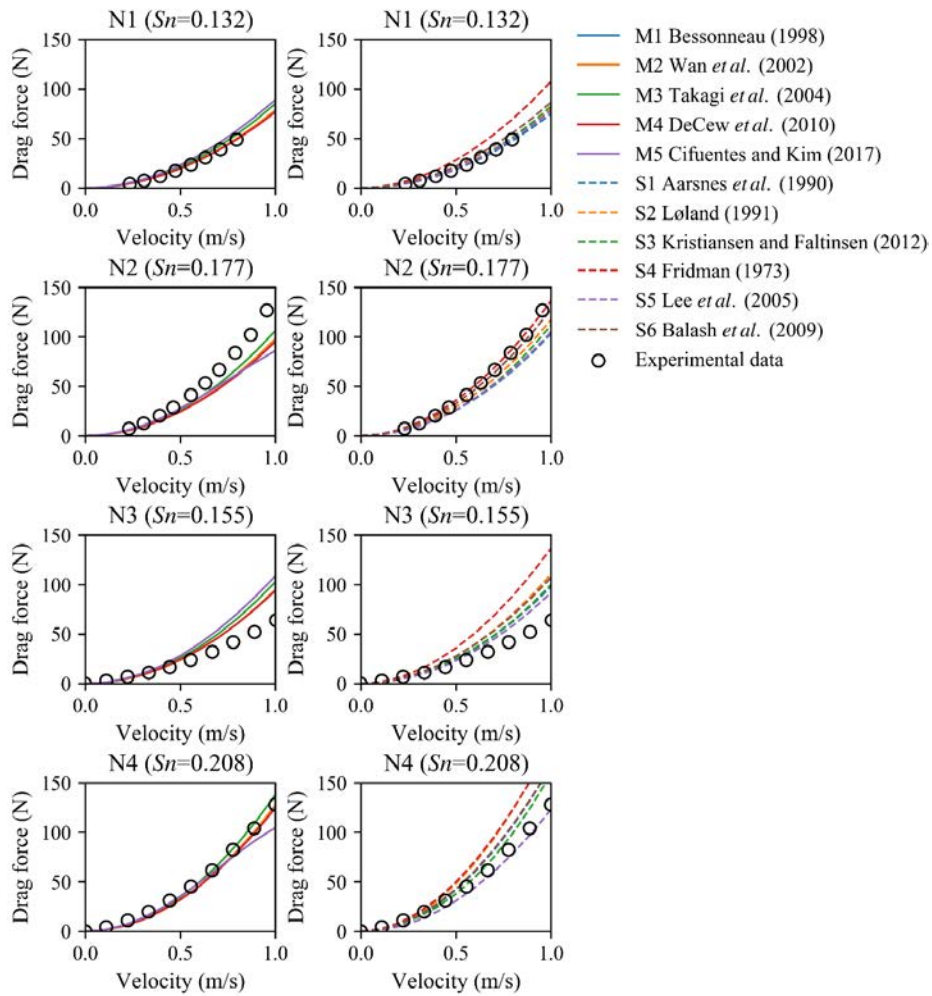 N1 (Sn=0.132)
150
100
50
0
Drag force (N)
0.0 0.5 1.0
Velocity (m/s)
N1 (Sn=0.132)
150
100
50
0
Drag force (N)
0.0 0.5 1.0
Velocity (m/s)
M1 Bessonneau (1998)
M2 Wan et al. (2002)
M3 Takagi et al. (2004)
M4 DeCew et al. (2010)
M5 Cifuentes and Kim (2017)
S1 Aarsnes et al. (1990)
S2 Løland (1991)
S3 Kristiansen and Faltinsen (2012)
S4 Fridman (1973)
S5 Lee et al. (2005)
S6 Balash et al. (2009)
Experimental data
N2 (Sn=0.177)
150
100
50
0
Drag force (N)
0.0 0.5 1.0
Velocity (m/s)
N2 (Sn=0.177)
150
100
50
0
Drag force (N)
0.0 0.5 1.0
Velocity (m/s)
N3 (Sn=0.155)
150
100
50
0
Drag force (N)
0.0 0.5 1.0
Velocity (m/s)
N3 (Sn=0.155)
150
100
50
0
Drag force (N)
0.0 0.5 1.0
Velocity (m/s)
N4 (Sn=0.208)
150
100
50
0
Drag force (N)
0.0 0.5 1.0
Velocity (m/s)
N4 (Sn=0.208)
150
100
50
0
Drag force (N)
0.0 0.5 1.0
Velocity (m/s)